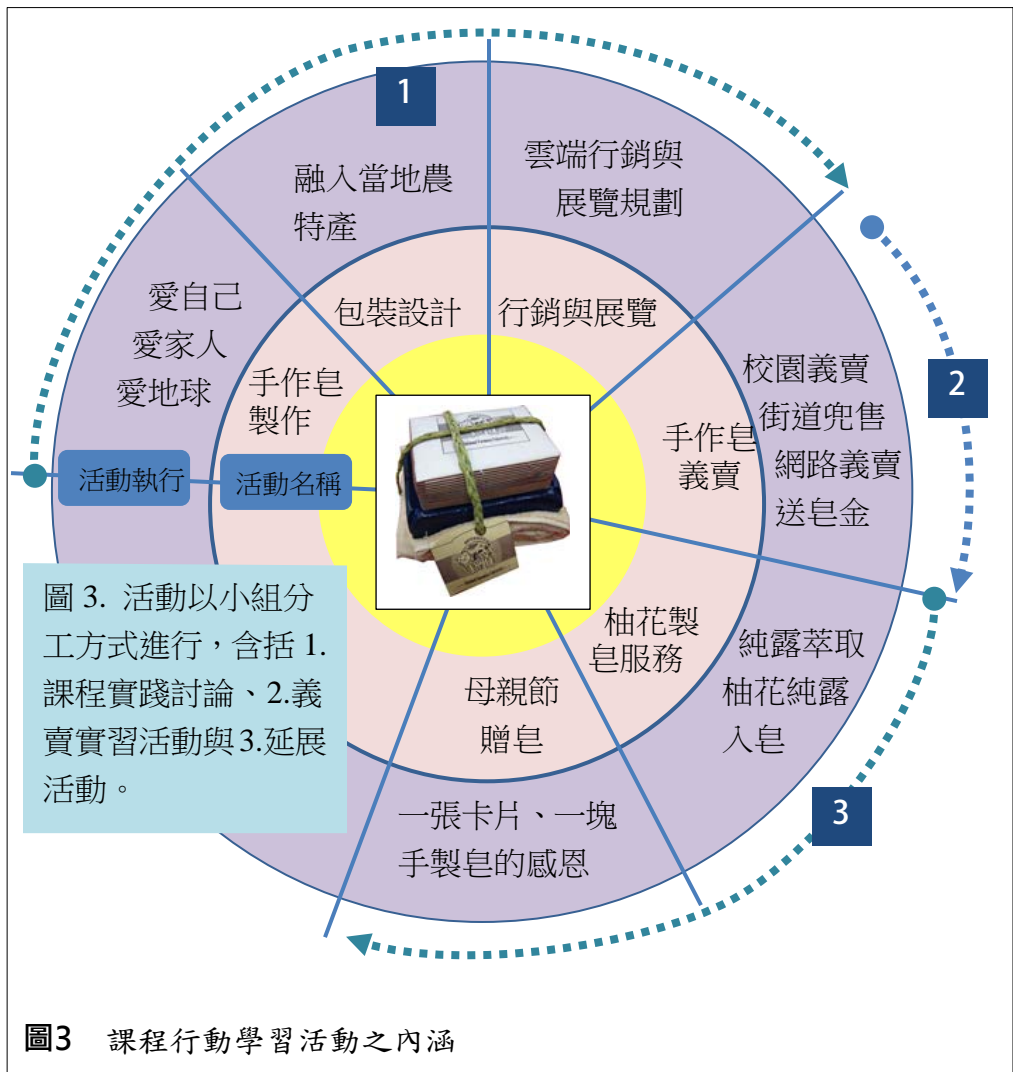 1
融入當地農
特產
雲端行銷與
展覽規劃
愛自己
愛家人
愛地球
包裝設計
行銷與展覽
手作皂
製作
校園義賣
街道兜售
網路義賣
送皂金
2
手作皂
義賣
活動執行
活動名稱
圖 3. 活動以小組分
工方式進行，含括 1.
課程實踐討論、2.義
賣實習活動與3.延展
活動。
柚花製
皂服務
純露萃取
柚花純露
入皂
母親節
贈皂
3
一張卡片、一塊
手製皂的感恩
圖3 課程行動學習活動之內涵